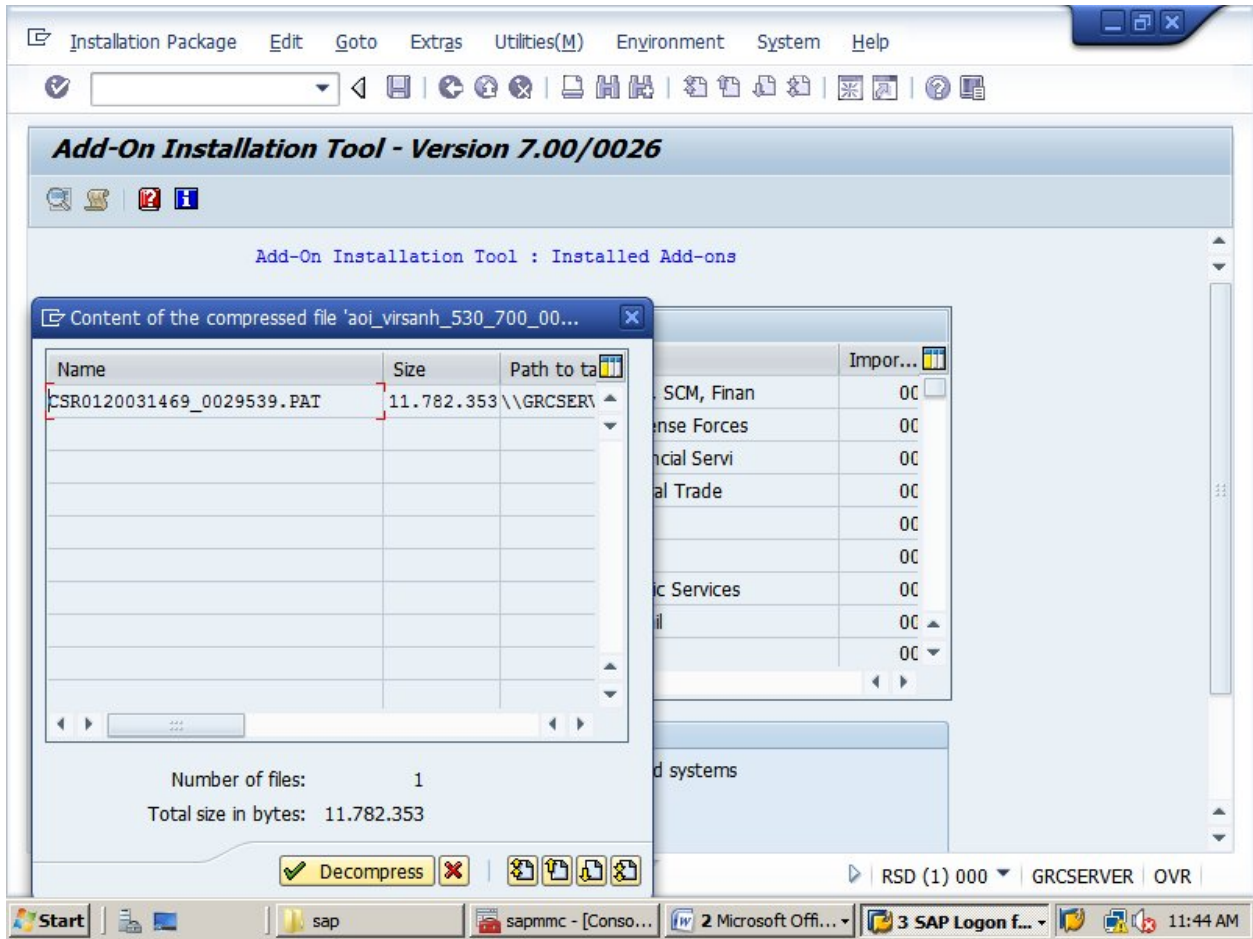 Installation Package Edit Goto Extras Utilities(M) Environment System Help
Add-On Installation Tool - Version 7.00/0026
Add-On Installation Tool : Installed Add-ons
Content of the compressed file 'aoi_virsanh_530_700_00...
Name Size Path to ta
CSR0120031469_0029539.PAT 11.782.353 \\GRCSERV
Impor...
SCM, Finan 00
ense Forces 00
ncial Servi 00
al Trade 00
00
00
ic Services 00
il 00
00
Number of files: 1
Total size in bytes: 11.782.353
d systems
Decompress
RSD (1) 000 GRCSERVER OVR
Start sap sapmmc - [Conso... 2 Microsoft Offi... 3 SAP Logon f... 11:44 AM